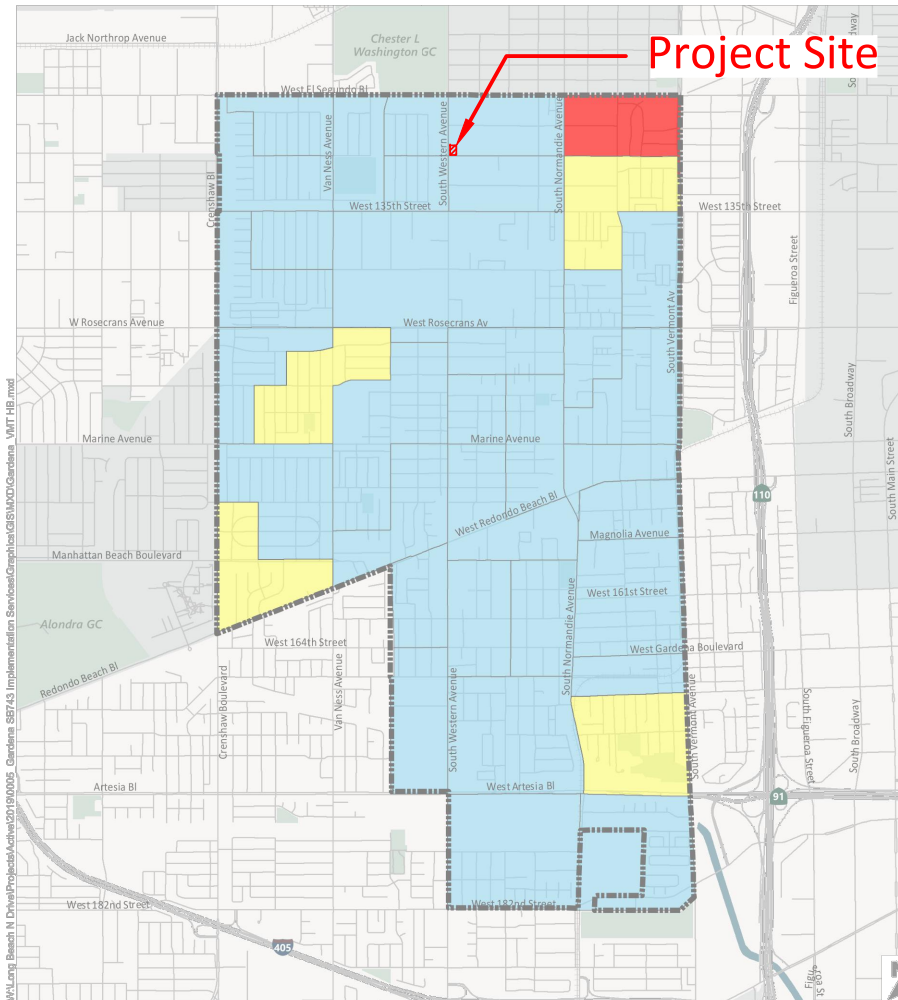 Jack Northrop Avenue
Chester L
Washington GC
Project Site
West El Segundo Bl
Van Ness Avenue
South Western Avenue
South Normandie Avenue
Crenshaw Bl
West 135th Street
West 135th Street
Figueroa Street
W Rosecrans Avenue
West Rosecrans Av
South Vermont Av
South Broadway
Marine Avenue
Marine Avenue
South Main Street
110
West Redondo Beach Bl
Magnolia Avenue
Manhattan Beach Boulevard
West 161st Street
South Normandie Avenue
Alondra GC
West 164th Street
West Gardena Boulevard
Redondo Beach Bl
Crenshaw Boulevard
Van Ness Avenue
South Western Avenue
South Vermont Avenue
South Figueroa Street
South Broadway
Artesia Bl
West Artesia Bl
91
West 182nd Street
West 182nd Street
405